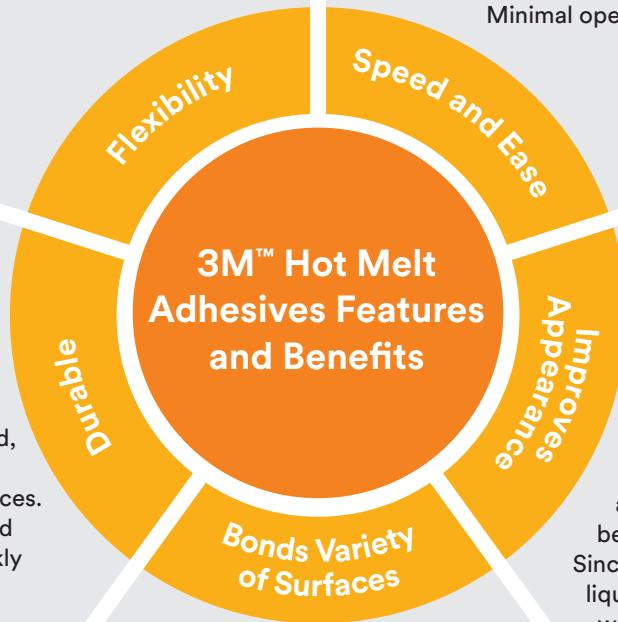 Minimal ope
Flexibility
Speed and Ease
3M™ Hot Melt
Adhesives Features
and Benefits
Improves
Appearance
Durable
d,
ces.
d
kly
Bonds Variety
of Surfaces
a
be
Sinc
liqu